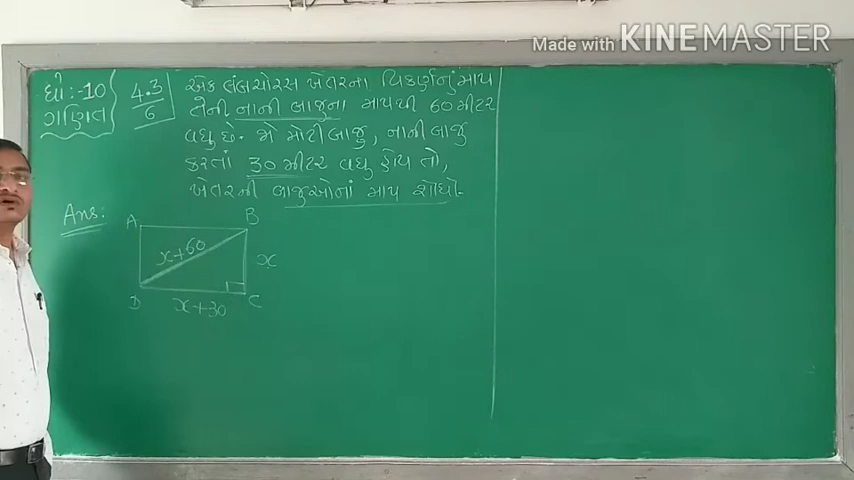 Made with KINEMASTER
ધો:-10
ગણિત
4.3
6
એક લંબચોરસ ખેતરના વિકર્ણનું માપ
તેની નાની બાજુના માપથી 60 મીટર
વધુ છે. જો મોટી બાજુ, નાની બાજુ
કરતાં 30 મીટર વધુ હોય તો,
ખેતરની બાજુઓનાં માપ શોધો.
Ans:
A B
x+60
x
D C
x+30